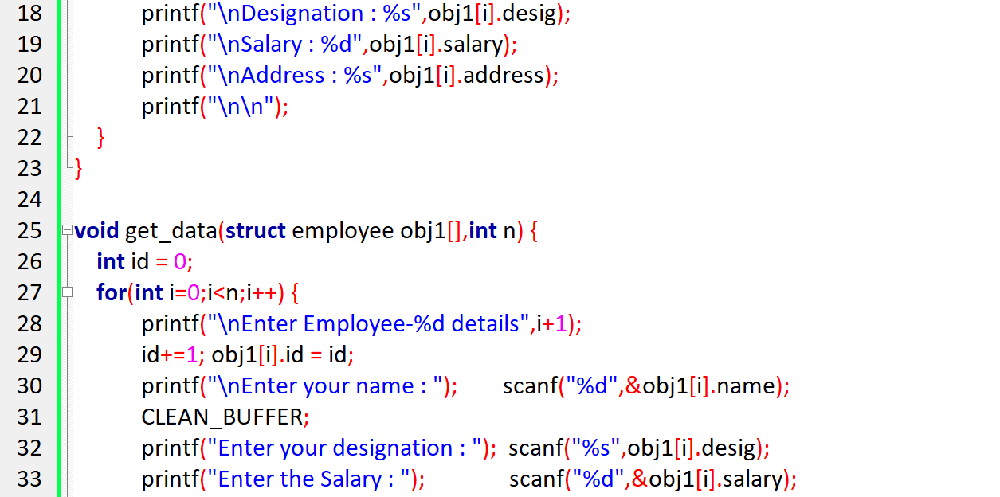 18 printf("\nDesignation : %s",obj1[i].desig);
19 printf("\nSalary : %d",obj1[i].salary);
20 printf("\nAddress : %s",obj1[i].address);
21 printf("\n\n");
22 }
23 }
24
25 void get_data(struct employee obj1[],int n) {
26 int id = 0;
27 for(int i=0;i<n;i++) {
28 printf("\nEnter Employee-%d details",i+1);
29 id+=1; obj1[i].id = id;
30 printf("\nEnter your name : "); scanf("%d",&obj1[i].name);
31 CLEAN_BUFFER;
32 printf("Enter your designation : "); scanf("%s",obj1[i].desig);
33 printf("Enter the Salary : "); scanf("%d",&obj1[i].salary);